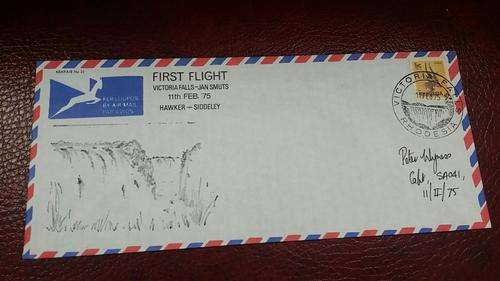 FIRST FLIGHT
VICTORIA FALLS-JAN SMUTS
11th FEB. 75
HAWKER — SIDDELEY
PER LUGPOS
BY AIR MAIL
PAR AVION
VICTORIA FALLS
RHODESIA
Peter
Capt. SA041,
11/II/75